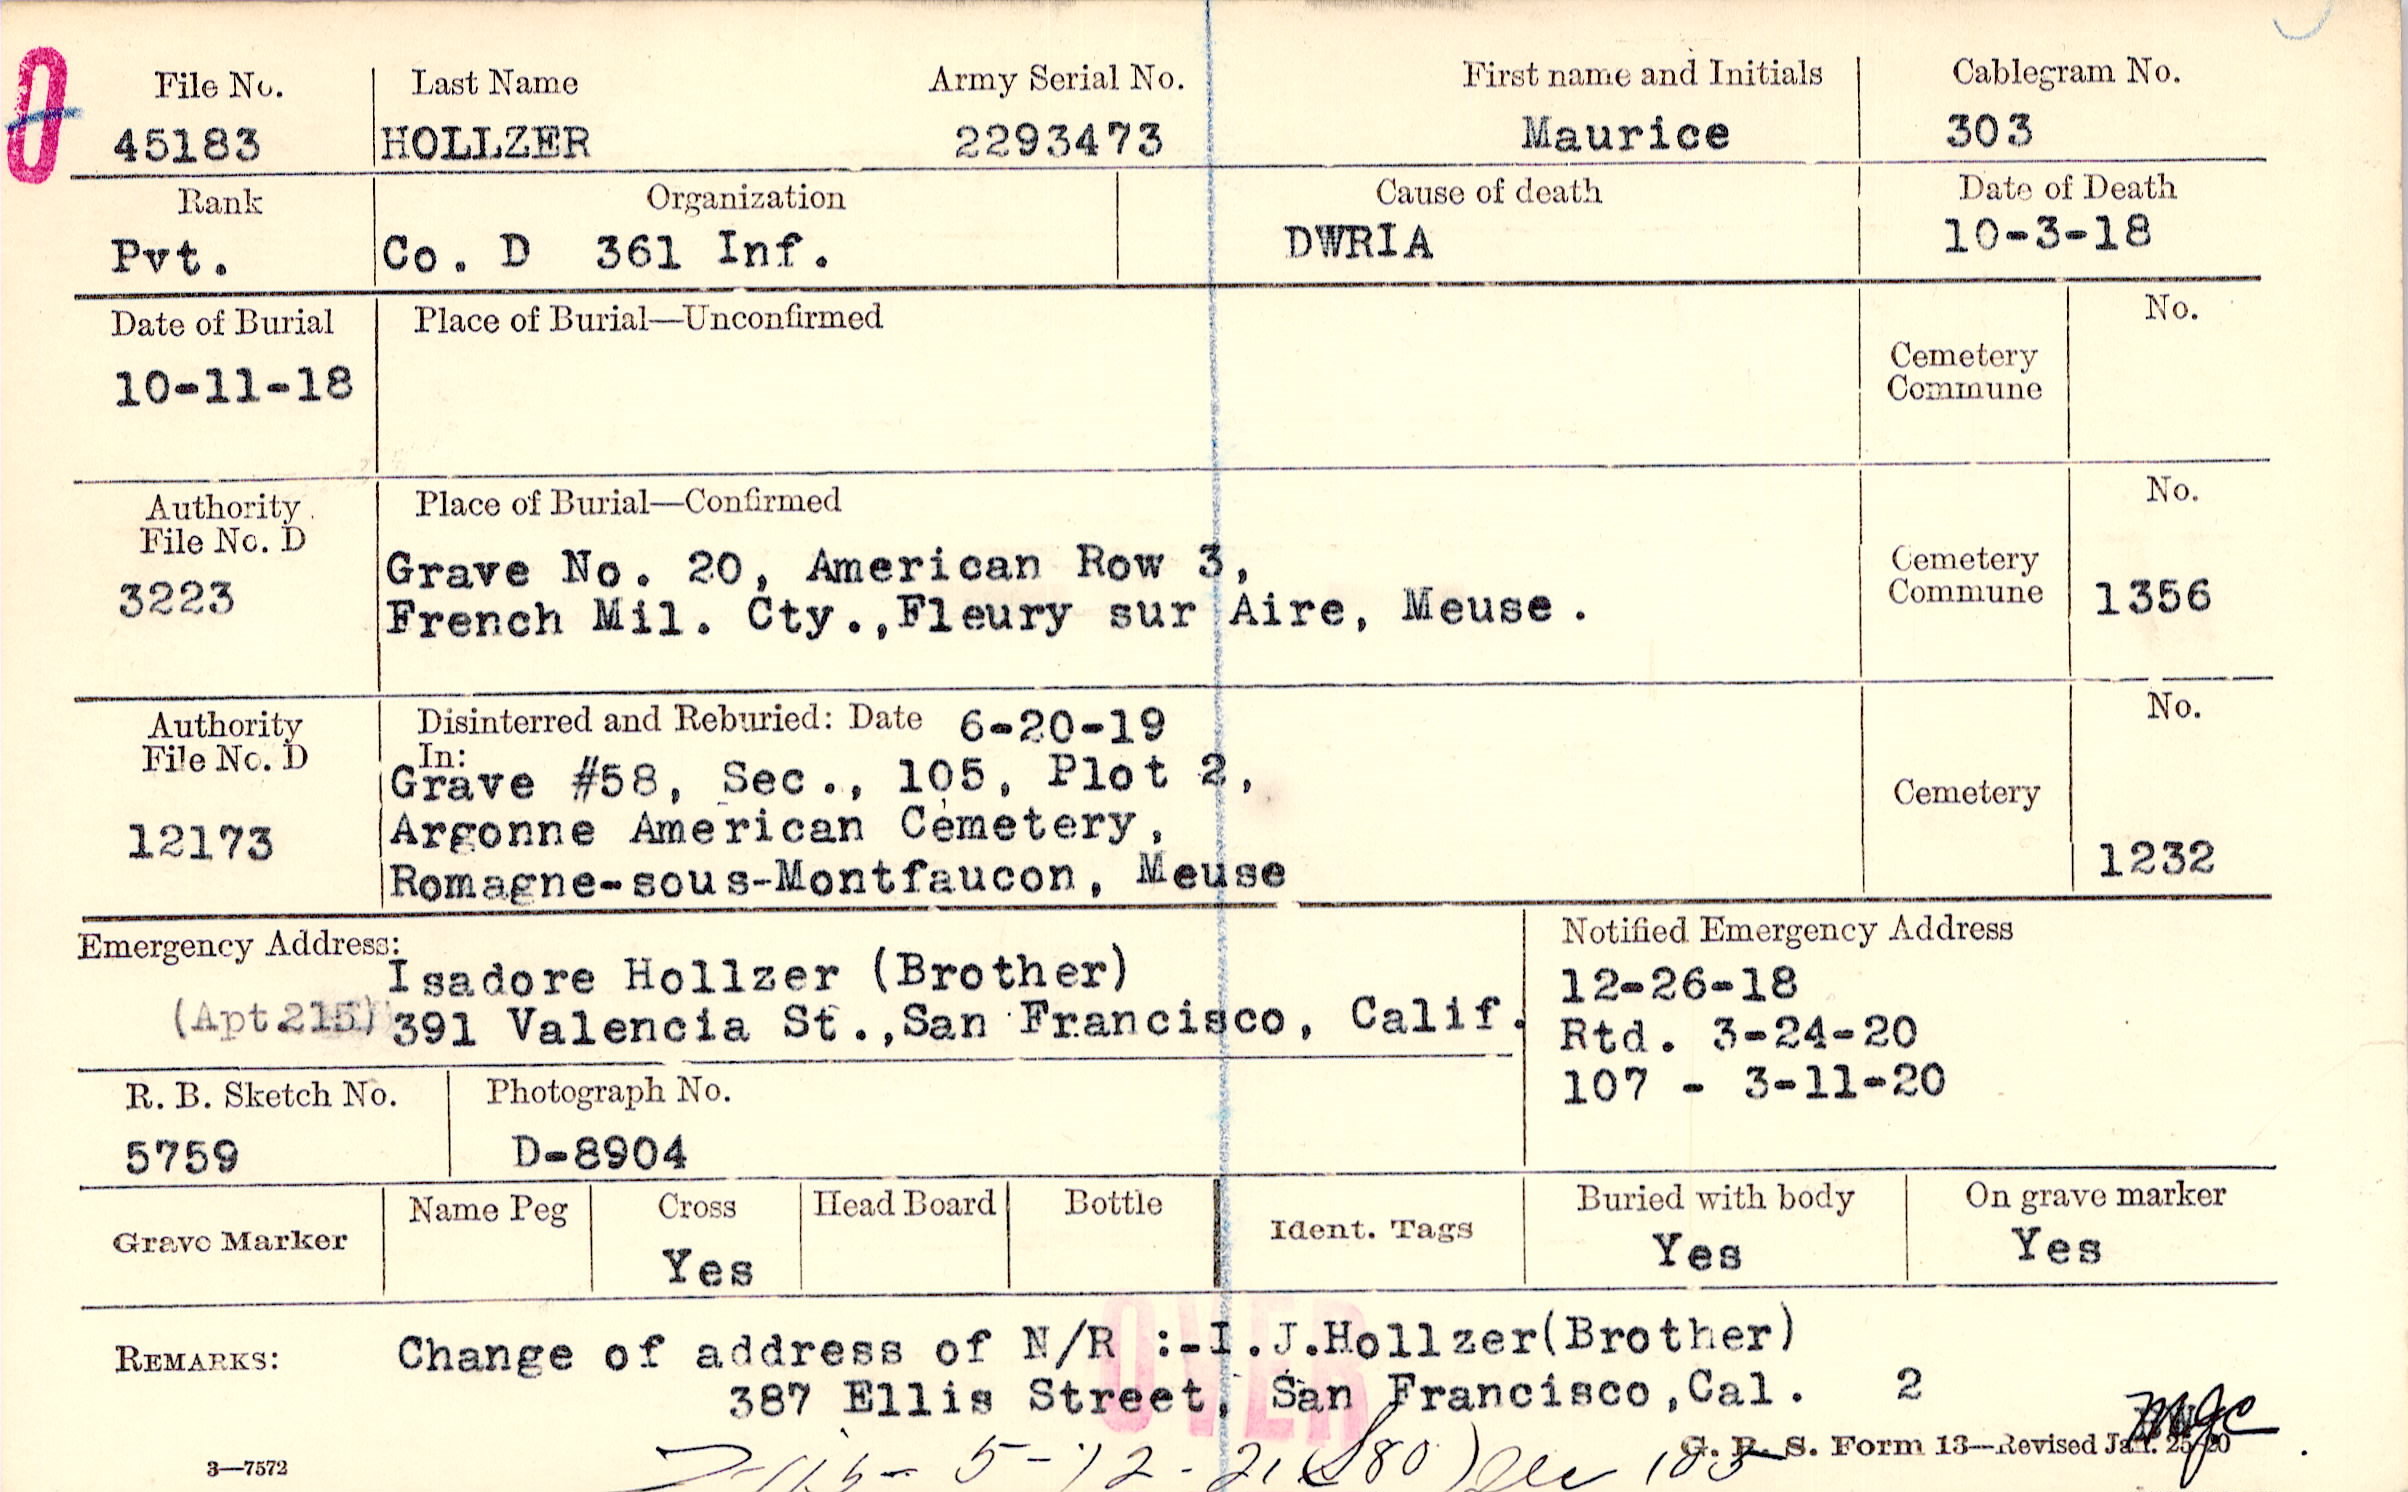 File No. Last Name Army Serial No. First name and Initials Cablegram No.
45183 HOLLZER 2293473 Maurice 303
Rank Organization Cause of death Date of Death
Pvt. Co. D 361 Inf. DWRIA 10-3-18
Date of Burial Place of Burial—Unconfirmed No.
10-11-18 Cemetery
Commune
Authority Place of Burial—Confirmed No.
File No. D
3223 Grave No. 20, American Row 3, Cemetery
French Mil. Cty.,Fleury sur Aire, Meuse. Commune 1356
Authority Disinterred and Reburied: Date 6-20-19 No.
File No. D In:
Grave #58, Sec., 105, Plot 2, Cemetery
12173 Argonne American Cemetery,
Romagne-sous-Montfaucon, Meuse 1232
Emergency Address: Notified Emergency Address
Isadore Hollzer (Brother) 12-26-18
(Apt.215) 391 Valencia St.,San Francisco, Calif. Rtd. 3-24-20
R. B. Sketch No. Photograph No. 107 - 3-11-20
5759 D-8904
Grave Marker Name Peg Cross Head Board Bottle Ident. Tags Buried with body On grave marker
Yes Yes Yes
OVER
REMARKS: Change of address of N/R :-I.J.Hollzer(Brother)
387 Ellis Street, San Francisco,Cal. 2
G. R. S. Form 13—Revised Jan. 25-20
3—7572
5-12-21